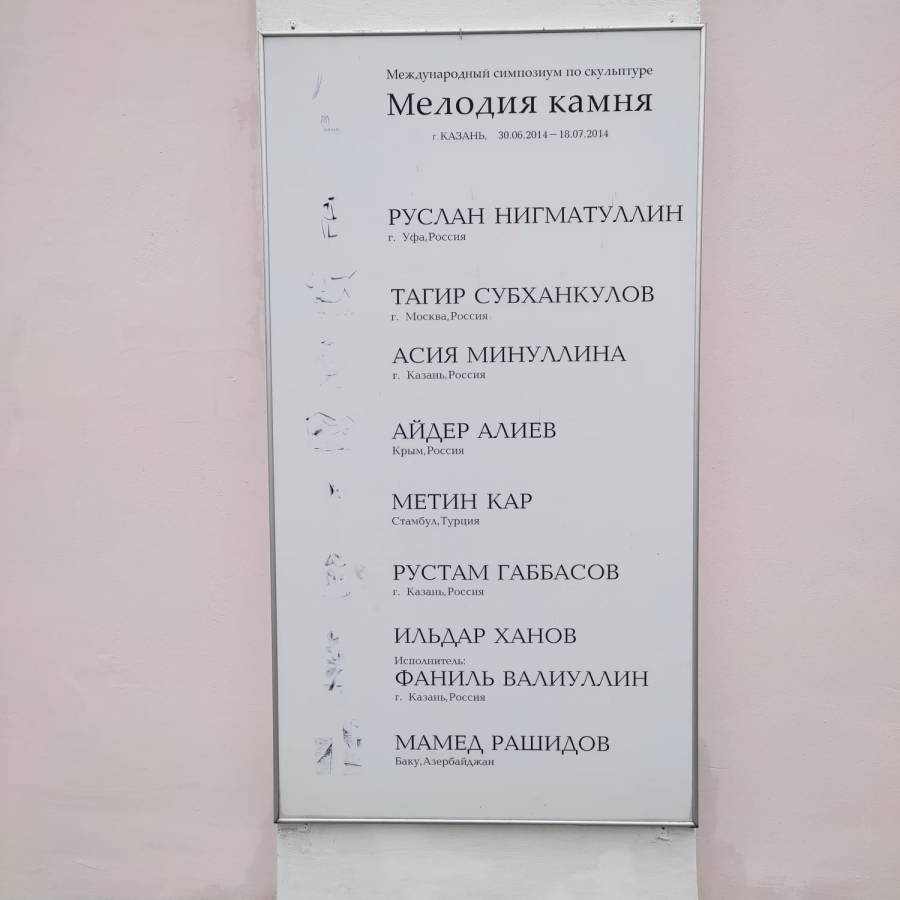 Международный симпозиум по скульптуре
Мелодия камня
г КАЗАНЬ, 30.06.2014—18.07.2014
РУСЛАН НИГМАТУЛЛИН
г. Уфа,Россия
ТАГИР СУБХАНКУЛОВ
г. Москва,Россия
АСИЯ МИНУЛЛИНА
г. Казань,Россия
АЙДЕР АЛИЕВ
Крым,Россия
МЕТИН КАР
Стамбул,Турция
РУСТАМ ГАББАСОВ
г. Казань,Россия
ИЛЬДАР ХАНОВ
Исполнитель:
ФАНИЛЬ ВАЛИУЛЛИН
г. Казань,Россия
МАМЕД РАШИДОВ
Баку,Азербайджан